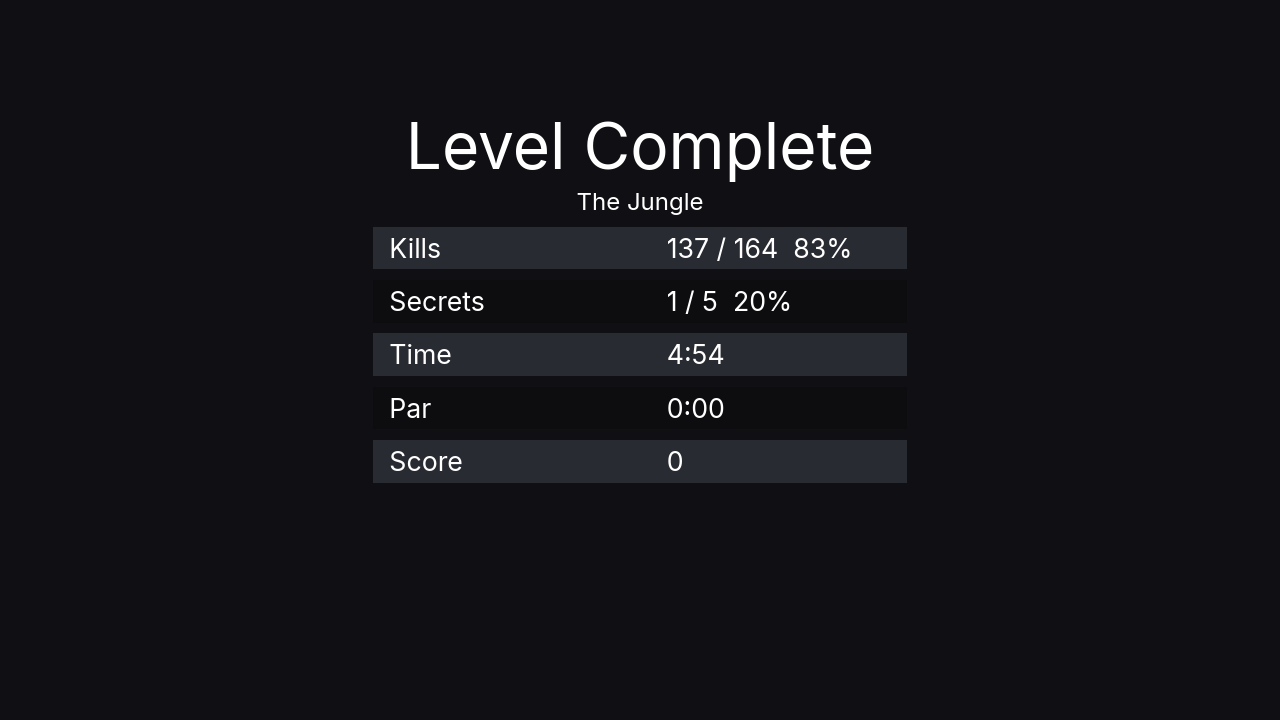 Level Complete
The Jungle
Kills 137 / 164 83%
Secrets 1 / 5 20%
Time 4:54
Par 0:00
Score 0